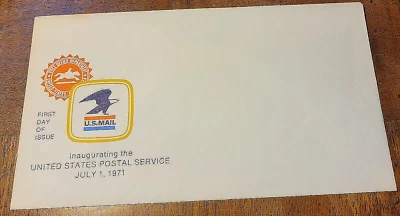 FIRST
DAY
OF
ISSUE
U.S.MAIL
Inaugurating the
UNITED STATES POSTAL SERVICE
JULY 1, 1971